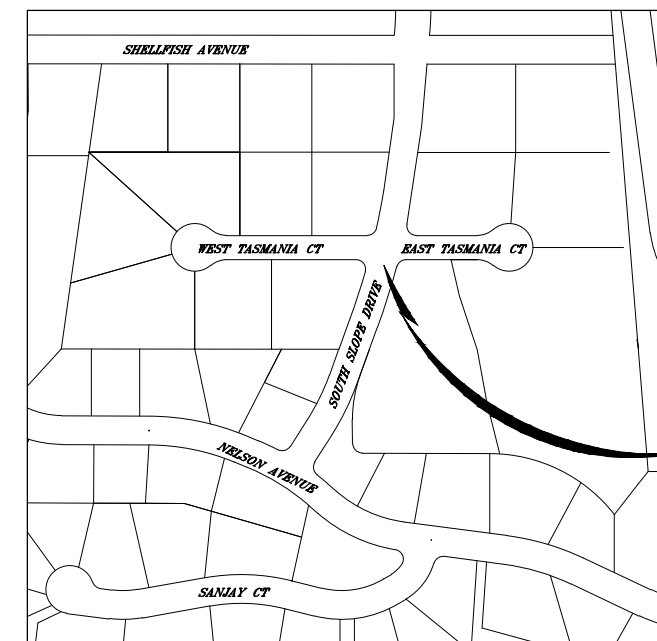 SHELLFISH AVENUE
WEST TASMANIA CT
EAST TASMANIA CT
SOUTH SLOPE DRIVE
NELSON AVENUE
SANJAY CT